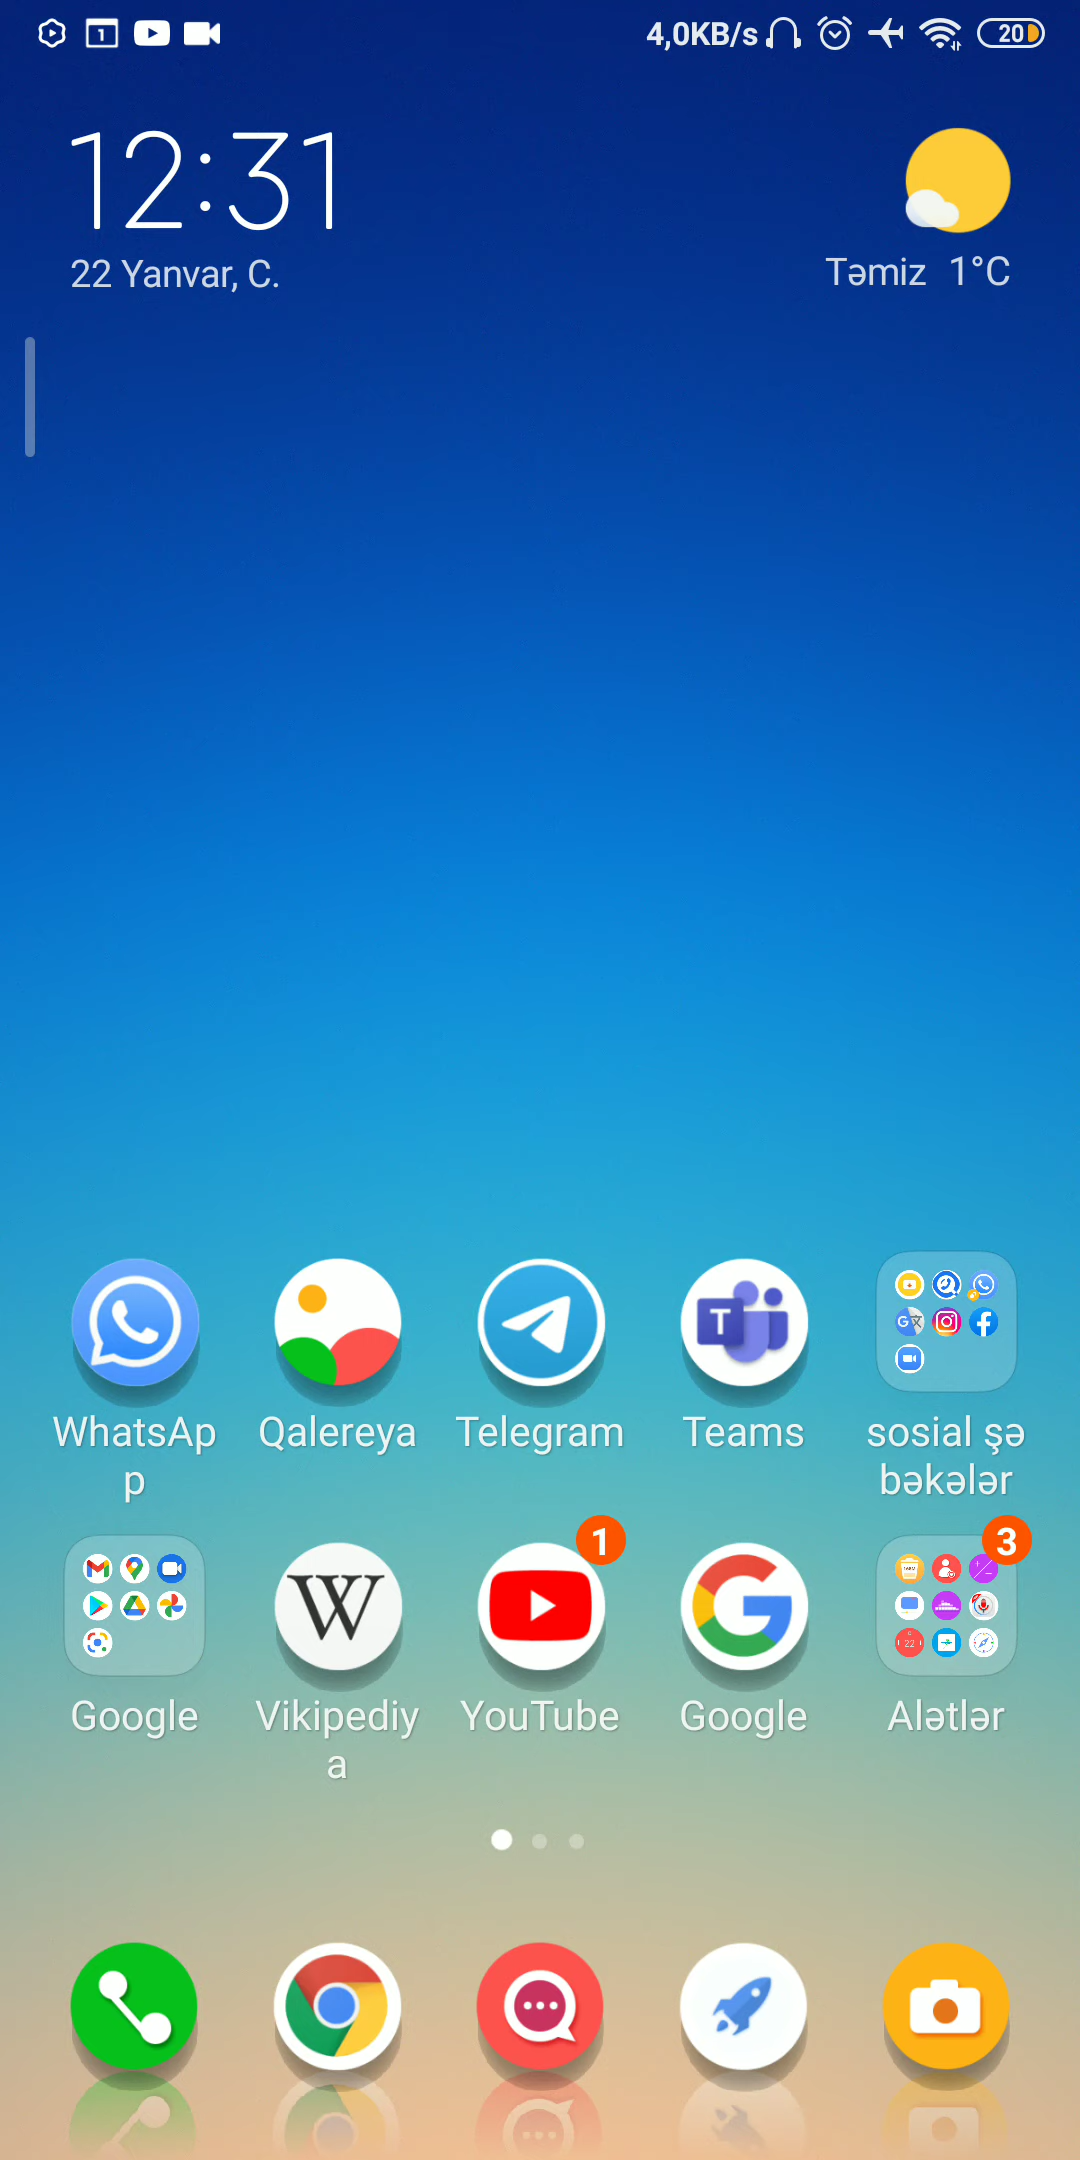 4,0KB/s 20
12:31
22 Yanvar, C.
Təmiz 1°C
WhatsAp
p
Qalereya
Telegram
Teams
sosial şə
bəkələr
1
3
Google
Vikipediy
a
YouTube
Google
Alətlər